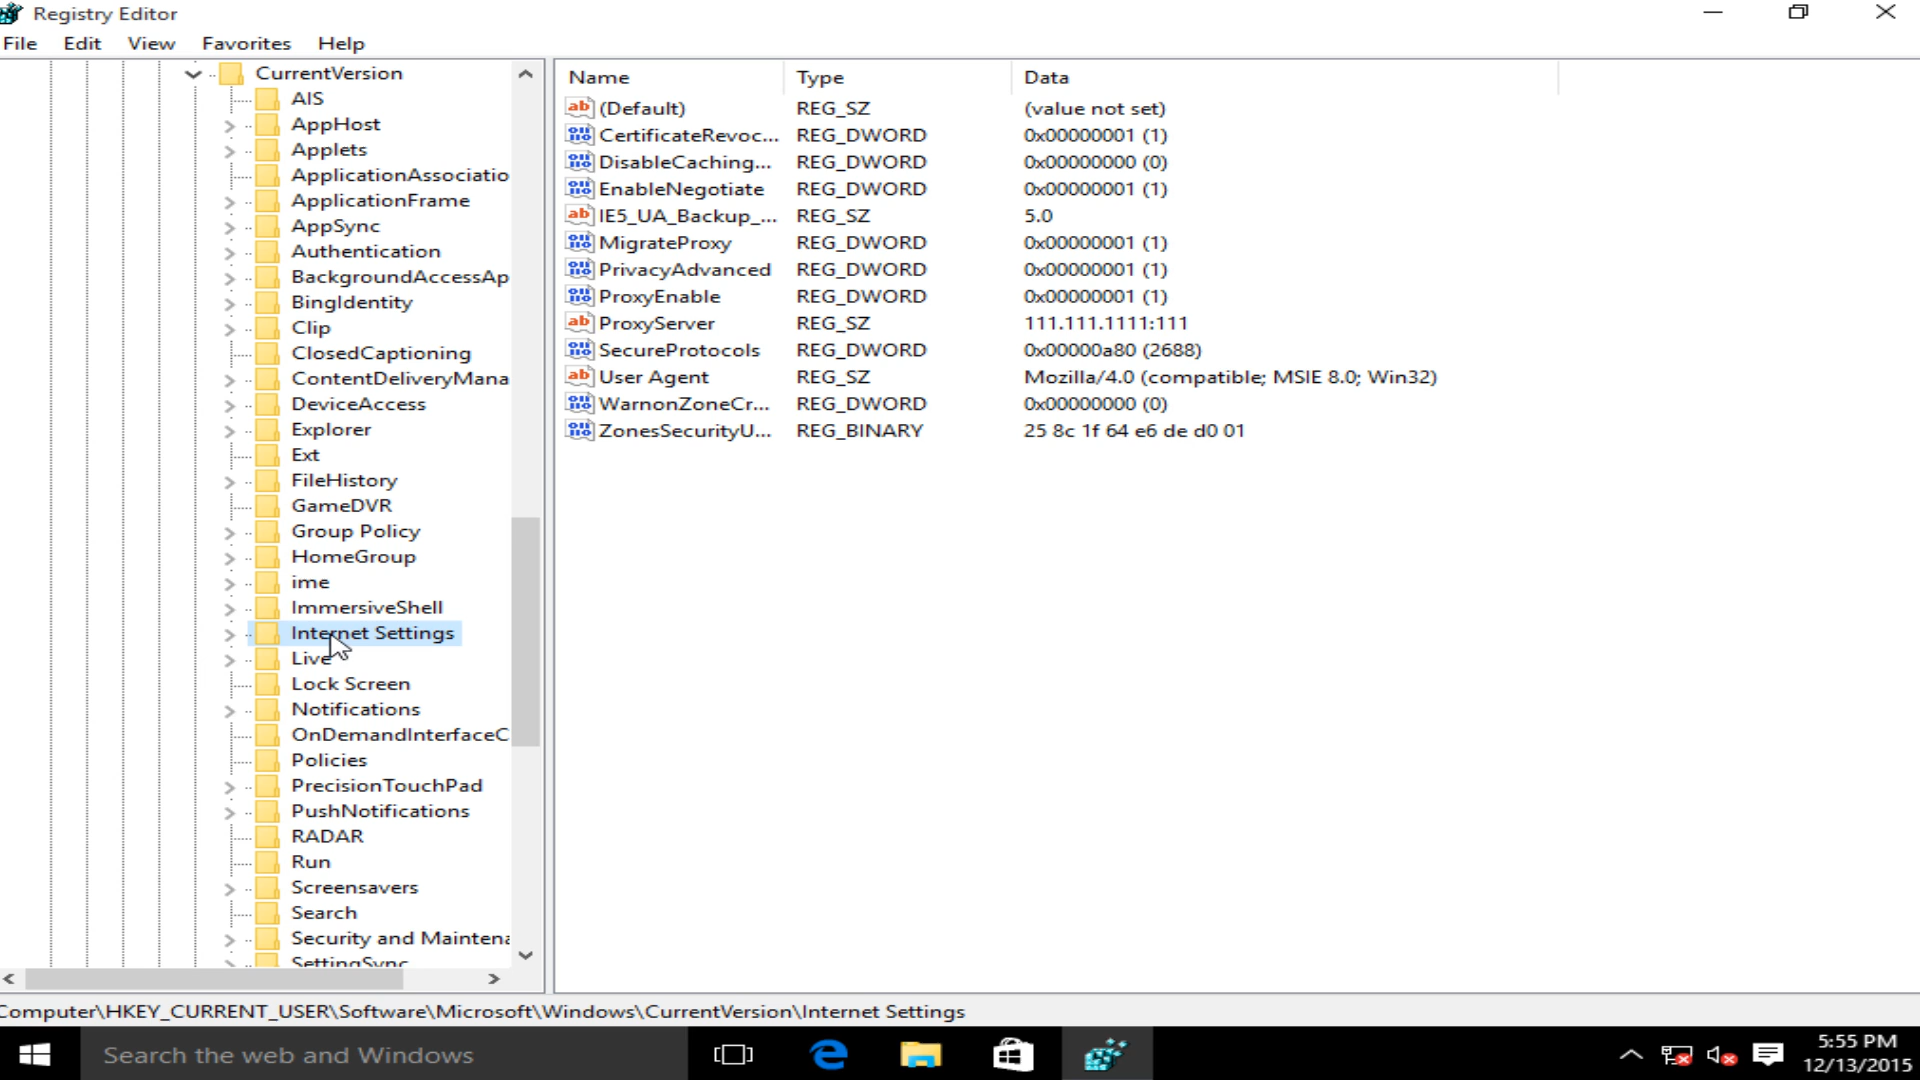 Registry Editor
File Edit View Favorites Help
CurrentVersion
AIS
AppHost
Applets
ApplicationAssociatio
ApplicationFrame
AppSync
Authentication
BackgroundAccessAp
BingIdentity
Clip
ClosedCaptioning
ContentDeliveryMana
DeviceAccess
Explorer
Ext
FileHistory
GameDVR
Group Policy
HomeGroup
ime
ImmersiveShell
Internet Settings
Live
Lock Screen
Notifications
OnDemandInterfaceC
Policies
PrecisionTouchPad
PushNotifications
RADAR
Run
Screensavers
Search
Security and Maintena
SettingSync
Name Type Data
(Default) REG_SZ (value not set)
CertificateRevoc... REG_DWORD 0x00000001 (1)
DisableCaching... REG_DWORD 0x00000000 (0)
EnableNegotiate REG_DWORD 0x00000001 (1)
IE5_UA_Backup_... REG_SZ 5.0
MigrateProxy REG_DWORD 0x00000001 (1)
PrivacyAdvanced REG_DWORD 0x00000001 (1)
ProxyEnable REG_DWORD 0x00000001 (1)
ProxyServer REG_SZ 111.111.1111:111
SecureProtocols REG_DWORD 0x00000a80 (2688)
User Agent REG_SZ Mozilla/4.0 (compatible; MSIE 8.0; Win32)
WarnonZoneCr... REG_DWORD 0x00000000 (0)
ZonesSecurityU... REG_BINARY 25 8c 1f 64 e6 de d0 01
Computer\HKEY_CURRENT_USER\Software\Microsoft\Windows\CurrentVersion\Internet Settings
Search the web and Windows
5:55 PM
12/13/2015